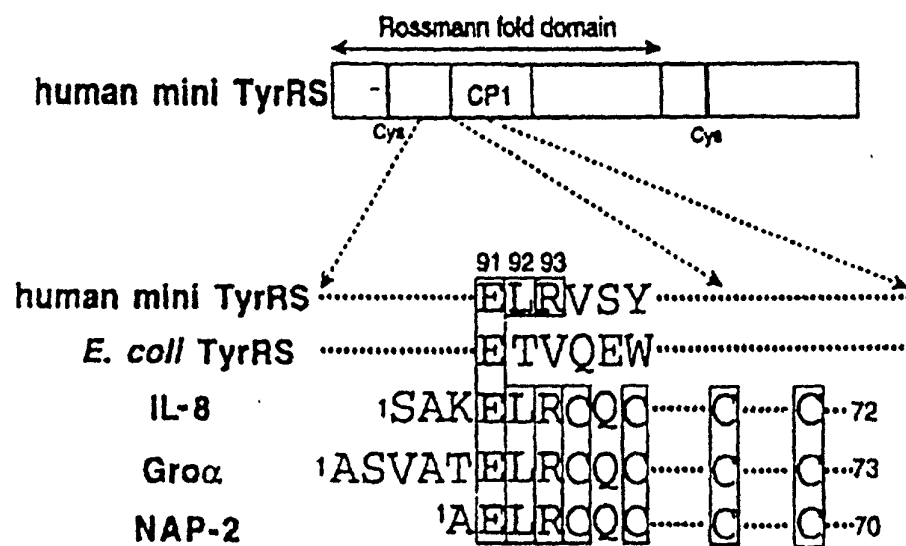 Rossmann fold domain
human mini TyrRS - CP1
Cys Cys
91 92 93
human mini TyrRS ELRVSY
E. coli TyrRS ETVQEW
IL-8 1SAKELRCQC C C 72
Groα 1ASVATELRCQC C C 73
NAP-2 1AELRCQC C C 70